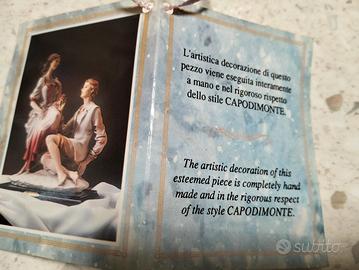 L'artistica decorazione di questo
pezzo viene eseguita interamente
a mano e nel rigoroso rispetto
dello stile CAPODIMONTE.
The artistic decoration of this
esteemed piece is completely hand
made and in the rigorous respect
of the style CAPODIMONTE.
subito